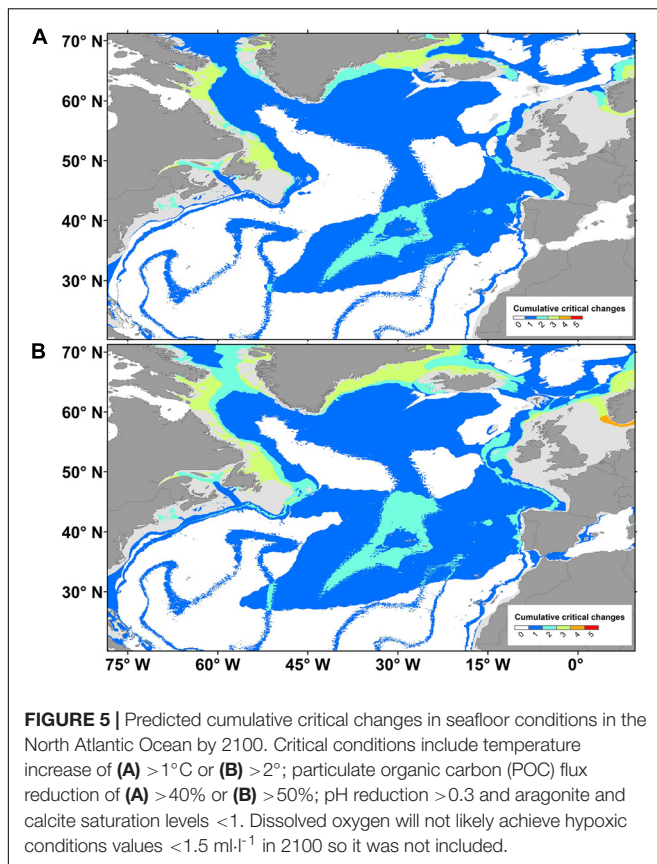 A
70° N
60° N
50° N
40° N
30° N
Cumulative critical changes
0 1 2 3 4 5
B
70° N
60° N
50° N
40° N
30° N
Cumulative critical changes
0 1 2 3 4 5
75° W 60° W 45° W 30° W 15° W 0°
FIGURE 5 | Predicted cumulative critical changes in seafloor conditions in the
North Atlantic Ocean by 2100. Critical conditions include temperature
increase of (A) >1°C or (B) >2°; particulate organic carbon (POC) flux
reduction of (A) >40% or (B) >50%; pH reduction >0.3 and aragonite and
calcite saturation levels <1. Dissolved oxygen will not likely achieve hypoxic
conditions values <1.5 ml·l⁻¹ in 2100 so it was not included.